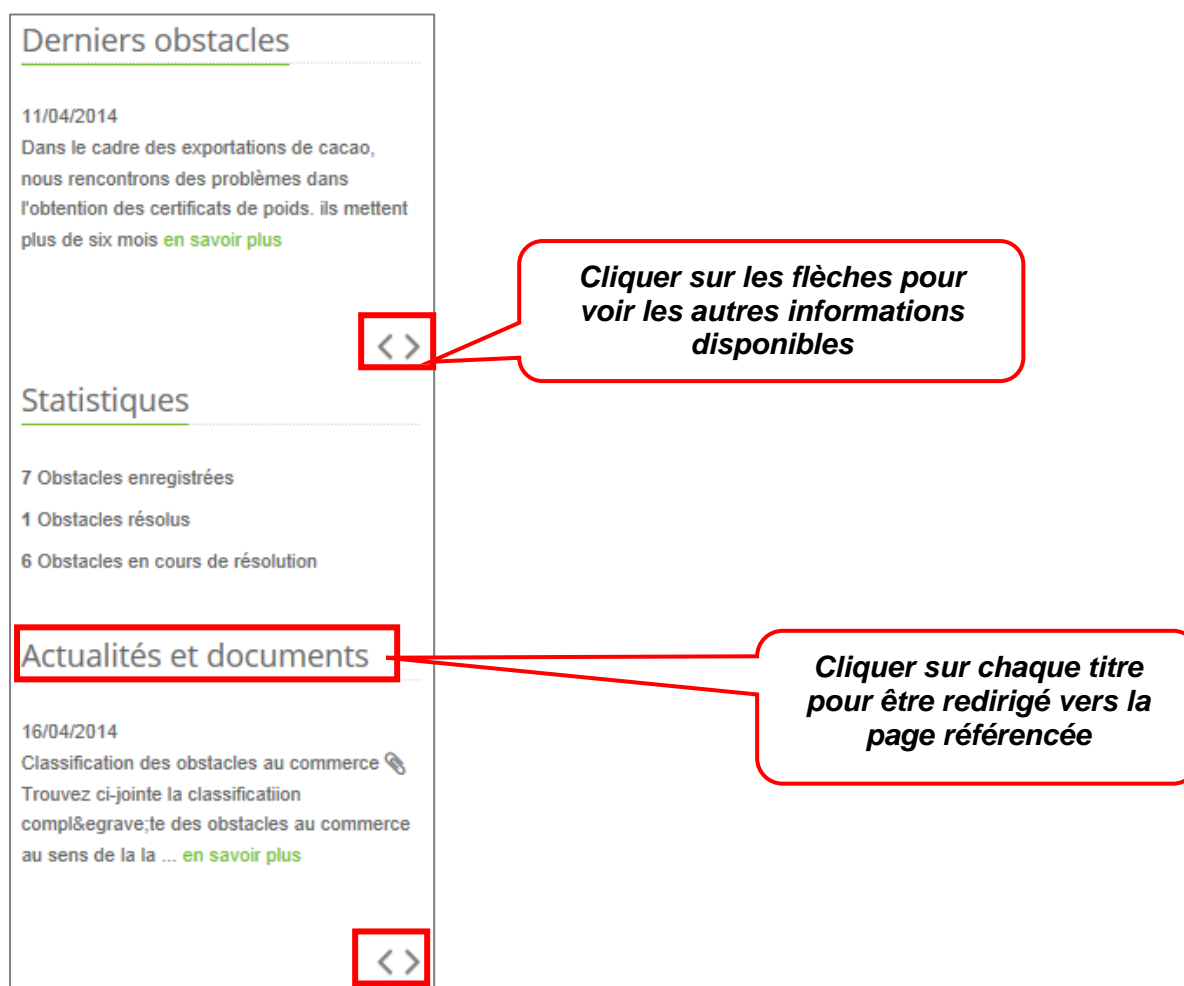 Derniers obstacles
11/04/2014
Dans le cadre des exportations de cacao,
nous rencontrons des problèmes dans
l'obtention des certificats de poids. ils mettent
plus de six mois en savoir plus
Cliquer sur les flèches pour
voir les autres informations
disponibles
< >
Statistiques
7 Obstacles enregistrées
1 Obstacles résolus
6 Obstacles en cours de résolution
Actualités et documents
Cliquer sur chaque titre
pour être redirigé vers la
page référencée
16/04/2014
Classification des obstacles au commerce
Trouvez ci-jointe la classificatiion
compl&egrave;te des obstacles au commerce
au sens de la la ... en savoir plus
< >